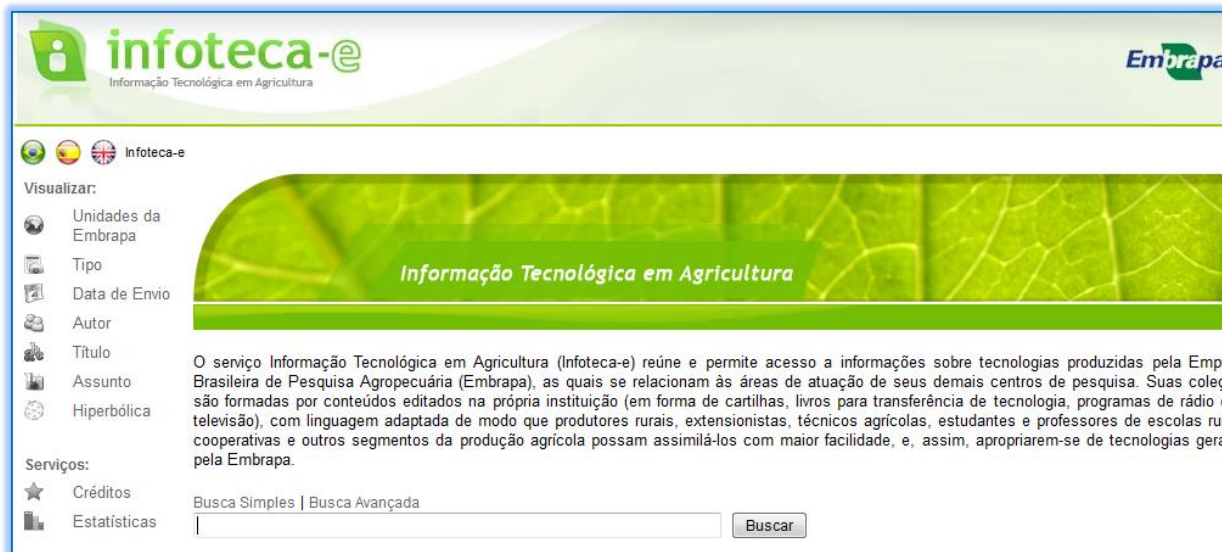 infoteca-e
Informação Tecnológica em Agricultura
Embrapa
Infoteca-e
Visualizar:
Unidades da
Embrapa
Tipo
Data de Envio
Autor
Título
Assunto
Hiperbólica
Serviços:
Créditos
Estatísticas
Informação Tecnológica em Agricultura
O serviço Informação Tecnológica em Agricultura (Infoteca-e) reúne e permite acesso a informações sobre tecnologias produzidas pela Emp
Brasileira de Pesquisa Agropecuária (Embrapa), as quais se relacionam às áreas de atuação de seus demais centros de pesquisa. Suas cole
são formadas por conteúdos editados na própria instituição (em forma de cartilhas, livros para transferência de tecnologia, programas de rádio
televisão), com linguagem adaptada de modo que produtores rurais, extensionistas, técnicos agrícolas, estudantes e professores de escolas ru
cooperativas e outros segmentos da produção agrícola possam assimilá-los com maior facilidade, e, assim, apropriarem-se de tecnologias gera
pela Embrapa.
Busca Simples | Busca Avançada
Buscar